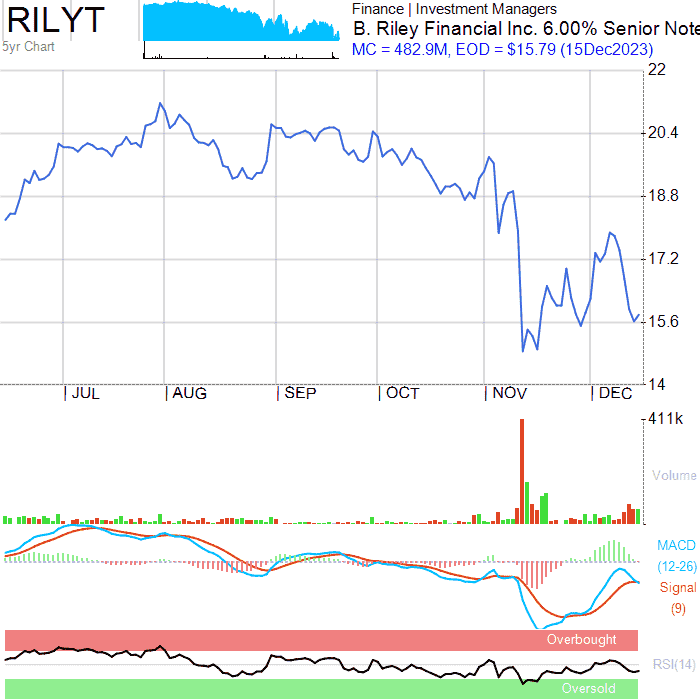 RILYT
5yr Chart
Finance | Investment Managers
B. Riley Financial Inc. 6.00% Senior Note
MC = 482.9M, EOD = $15.79 (15Dec2023)
22
20.4
18.8
17.2
15.6
14
JUL AUG SEP OCT NOV DEC
411k
Volume
MACD
(12-26)
Signal
(9)
Overbought
RSI(14)
Oversold